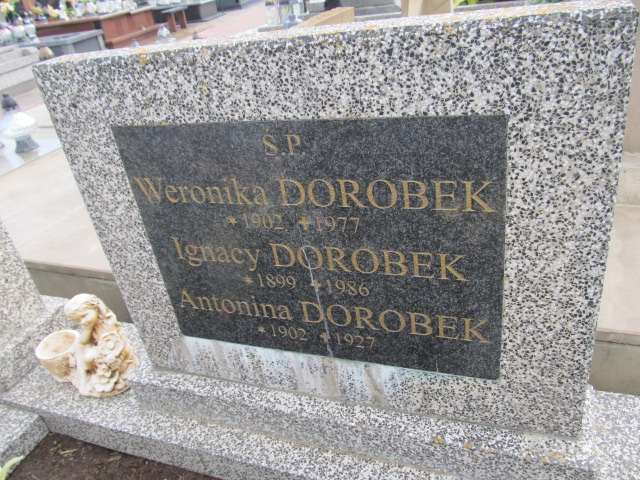 Ś.P.
Weronika DOROBEK
*1902 +1977
Ignacy DOROBEK
*1899 +1986
Antonina DOROBEK
*1902 +1927